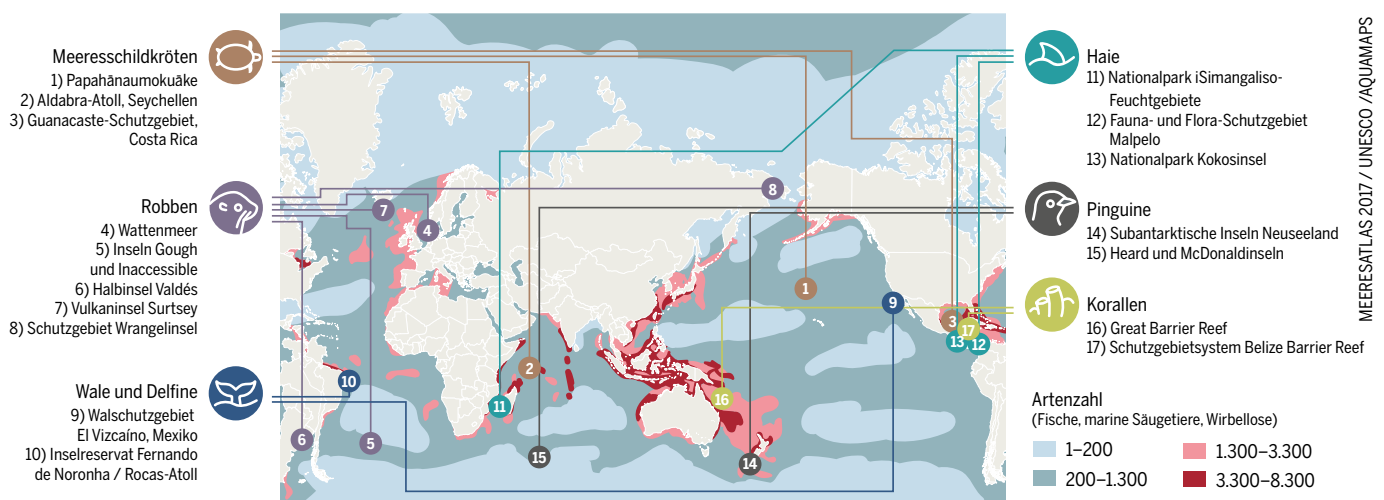 Meeresschildkröten
1) Papahānaumokuāke
2) Aldabra-Atoll, Seychellen
3) Guanacaste-Schutzgebiet,
Costa Rica
Robben
4) Wattenmeer
5) Inseln Gough
und Inaccessible
6) Halbinsel Valdés
7) Vulkaninsel Surtsey
8) Schutzgebiet Wrangelinsel
Wale und Delfine
9) Walschutzgebiet
El Vizcaíno, Mexiko
10) Inselreservat Fernando
de Noronha / Rocas-Atoll
8
7
4
1
9
3
17
13
12
2
10
11
16
6
5
15
14
Haie
11) Nationalpark iSimangaliso-
Feuchtgebiete
12) Fauna- und Flora-Schutzgebiet
Malpelo
13) Nationalpark Kokosinsel
Pinguine
14) Subantarktische Inseln Neuseeland
15) Heard und McDonaldinseln
Korallen
16) Great Barrier Reef
17) Schutzgebietsystem Belize Barrier Reef
Artenzahl
(Fische, marine Säugetiere, Wirbellose)
1–200
200–1.300
1.300–3.300
3.300–8.300
MEERESATLAS 2017 / UNESCO /AQUAMAPS